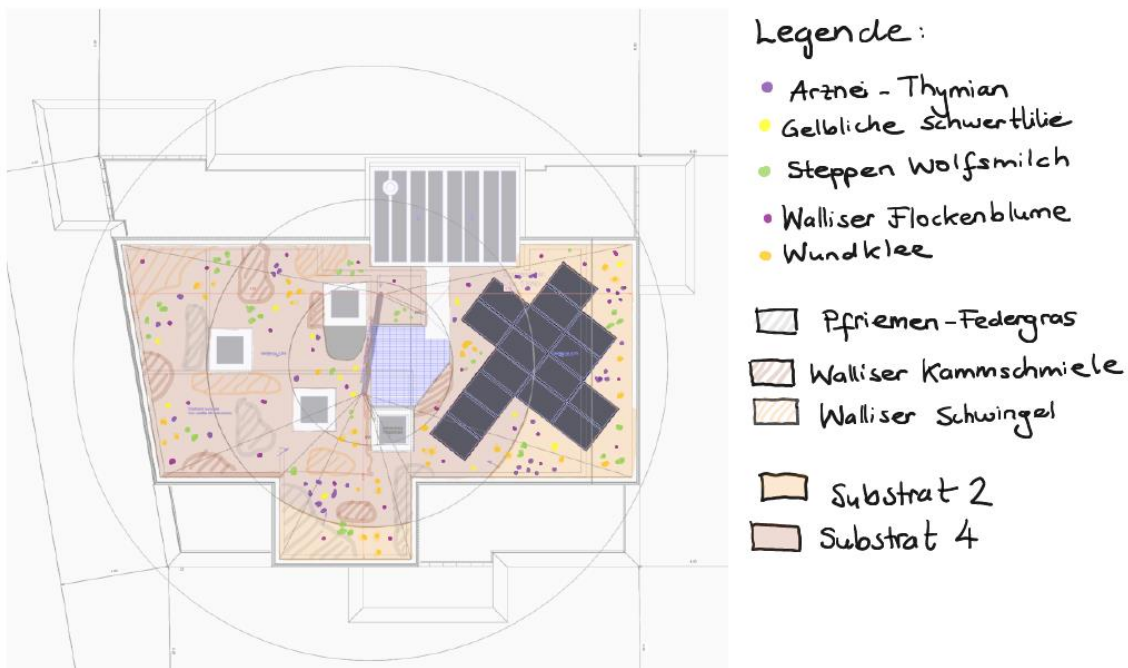 Legende:
Arznei - Thymian
Gelbliche Schwertlilie
Steppen Wolfsmilch
Walliser Flockenblume
Wundklee
Pfriemen-Federgras
Walliser Kammschmiele
Walliser Schwingel
Substrat 2
Substrat 4